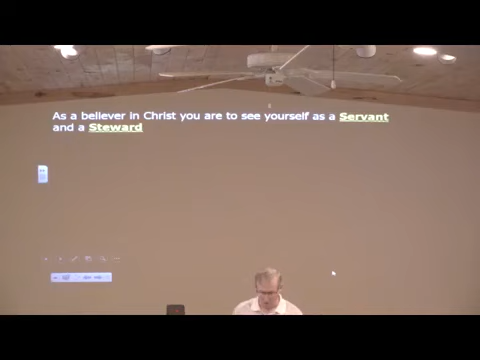 As a believer in Christ you are to see yourself as a Servant
and a Steward